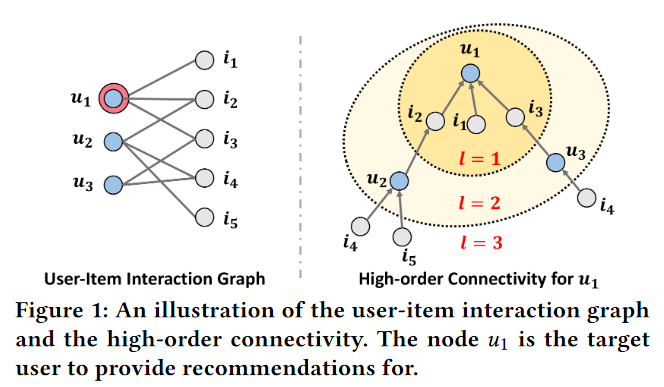 u₁
u₂
u₃
i₁
i₂
i₃
i₄
i₅
User-Item Interaction Graph
u₁
i₂
i₁
i₃
l = 1
u₂
u₃
l = 2
i₄
i₄
i₅
l = 3
High-order Connectivity for u₁
Figure 1: An illustration of the user-item interaction graph
and the high-order connectivity. The node u₁ is the target
user to provide recommendations for.